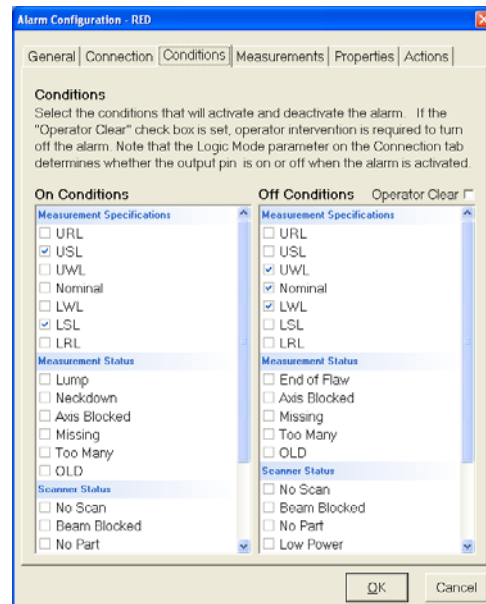 Alarm Configuration - RED
General Connection Conditions Measurements Properties Actions
Conditions
Select the conditions that will activate and deactivate the alarm. If the
"Operator Clear" check box is set, operator intervention is required to turn
off the alarm. Note that the Logic Mode parameter on the Connection tab
determines whether the output pin is on or off when the alarm is activated.
On Conditions
Measurement Specifications
URL
USL
UWL
Nominal
LWL
LSL
LRL
Measurement Status
Lump
Neckdown
Axis Blocked
Missing
Too Many
OLD
Scanner Status
No Scan
Beam Blocked
No Part
Off Conditions Operator Clear
Measurement Specifications
URL
USL
UWL
Nominal
LWL
LSL
LRL
Measurement Status
End of Flaw
Axis Blocked
Missing
Too Many
OLD
Scanner Status
No Scan
Beam Blocked
No Part
Low Power
OK Cancel